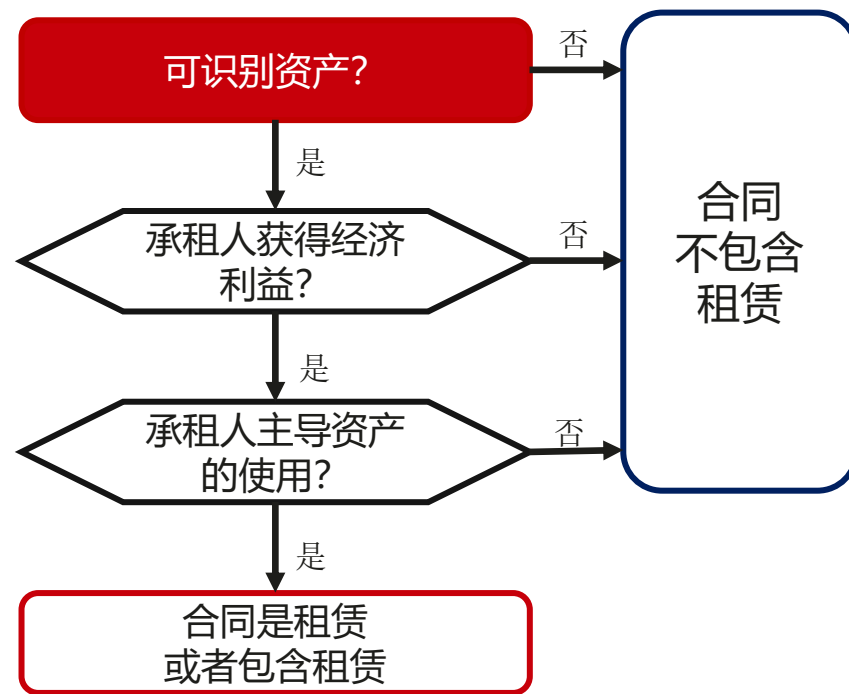 可识别资产？
否
是
承租人获得经济
利益？
否
是
承租人主导资产
的使用？
否
是
合同是租赁
或者包含租赁
合同
不包含
租赁